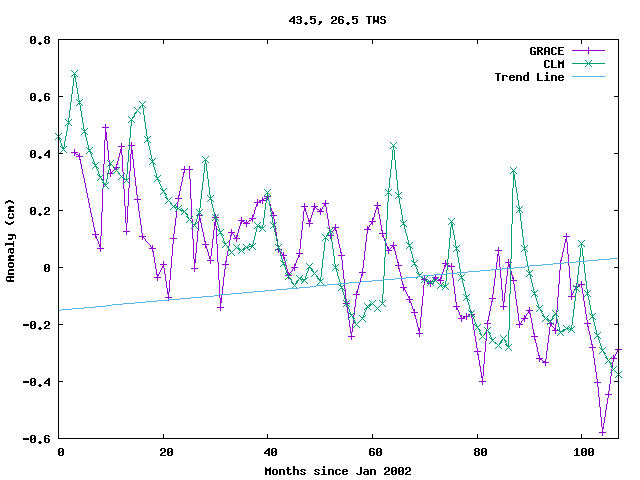 43.5, 26.5 TWS
GRACE
CLM
Trend Line
Anomaly (cm)
0.8
0.6
0.4
0.2
0
-0.2
-0.4
-0.6
0 20 40 60 80 100
Months since Jan 2002